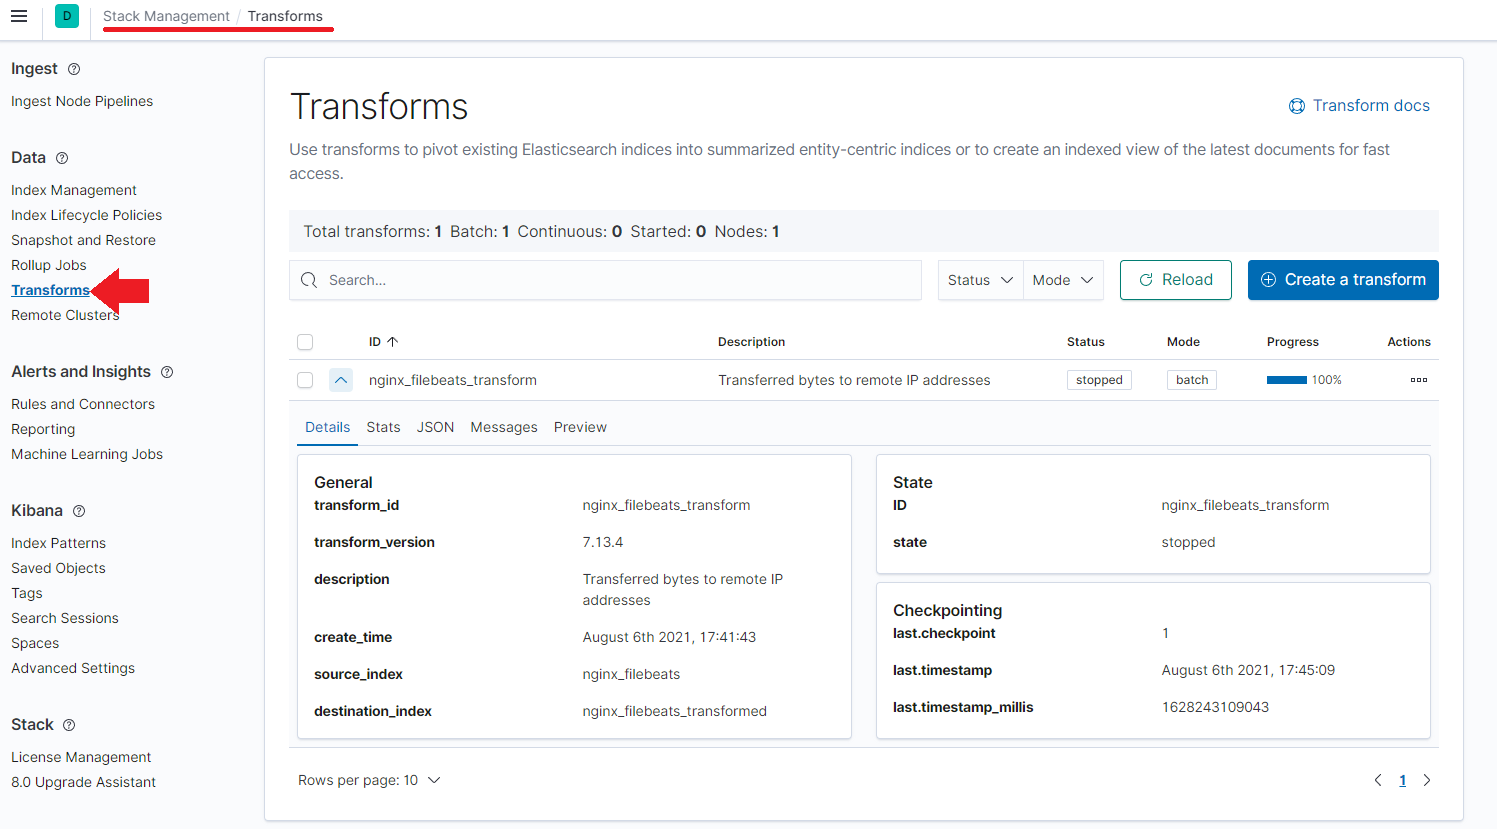 D Stack Management / Transforms
Ingest
Ingest Node Pipelines
Data
Index Management
Index Lifecycle Policies
Snapshot and Restore
Rollup Jobs
Transforms
Remote Clusters
Alerts and Insights
Rules and Connectors
Reporting
Machine Learning Jobs
Kibana
Index Patterns
Saved Objects
Tags
Search Sessions
Spaces
Advanced Settings
Stack
License Management
8.0 Upgrade Assistant
Transforms
Transform docs
Use transforms to pivot existing Elasticsearch indices into summarized entity-centric indices or to create an indexed view of the latest documents for fast
access.
Total transforms: 1 Batch: 1 Continuous: 0 Started: 0 Nodes: 1
Search... Status Mode Reload Create a transform
ID Description Status Mode Progress Actions
nginx_filebeats_transform Transferred bytes to remote IP addresses stopped batch 100%
Details Stats JSON Messages Preview
General
transform_id nginx_filebeats_transform
transform_version 7.13.4
description Transferred bytes to remote IP
addresses
create_time August 6th 2021, 17:41:43
source_index nginx_filebeats
destination_index nginx_filebeats_transformed
State
ID nginx_filebeats_transform
state stopped
Checkpointing
last.checkpoint 1
last.timestamp August 6th 2021, 17:45:09
last.timestamp_millis 1628243109043
Rows per page: 10
1